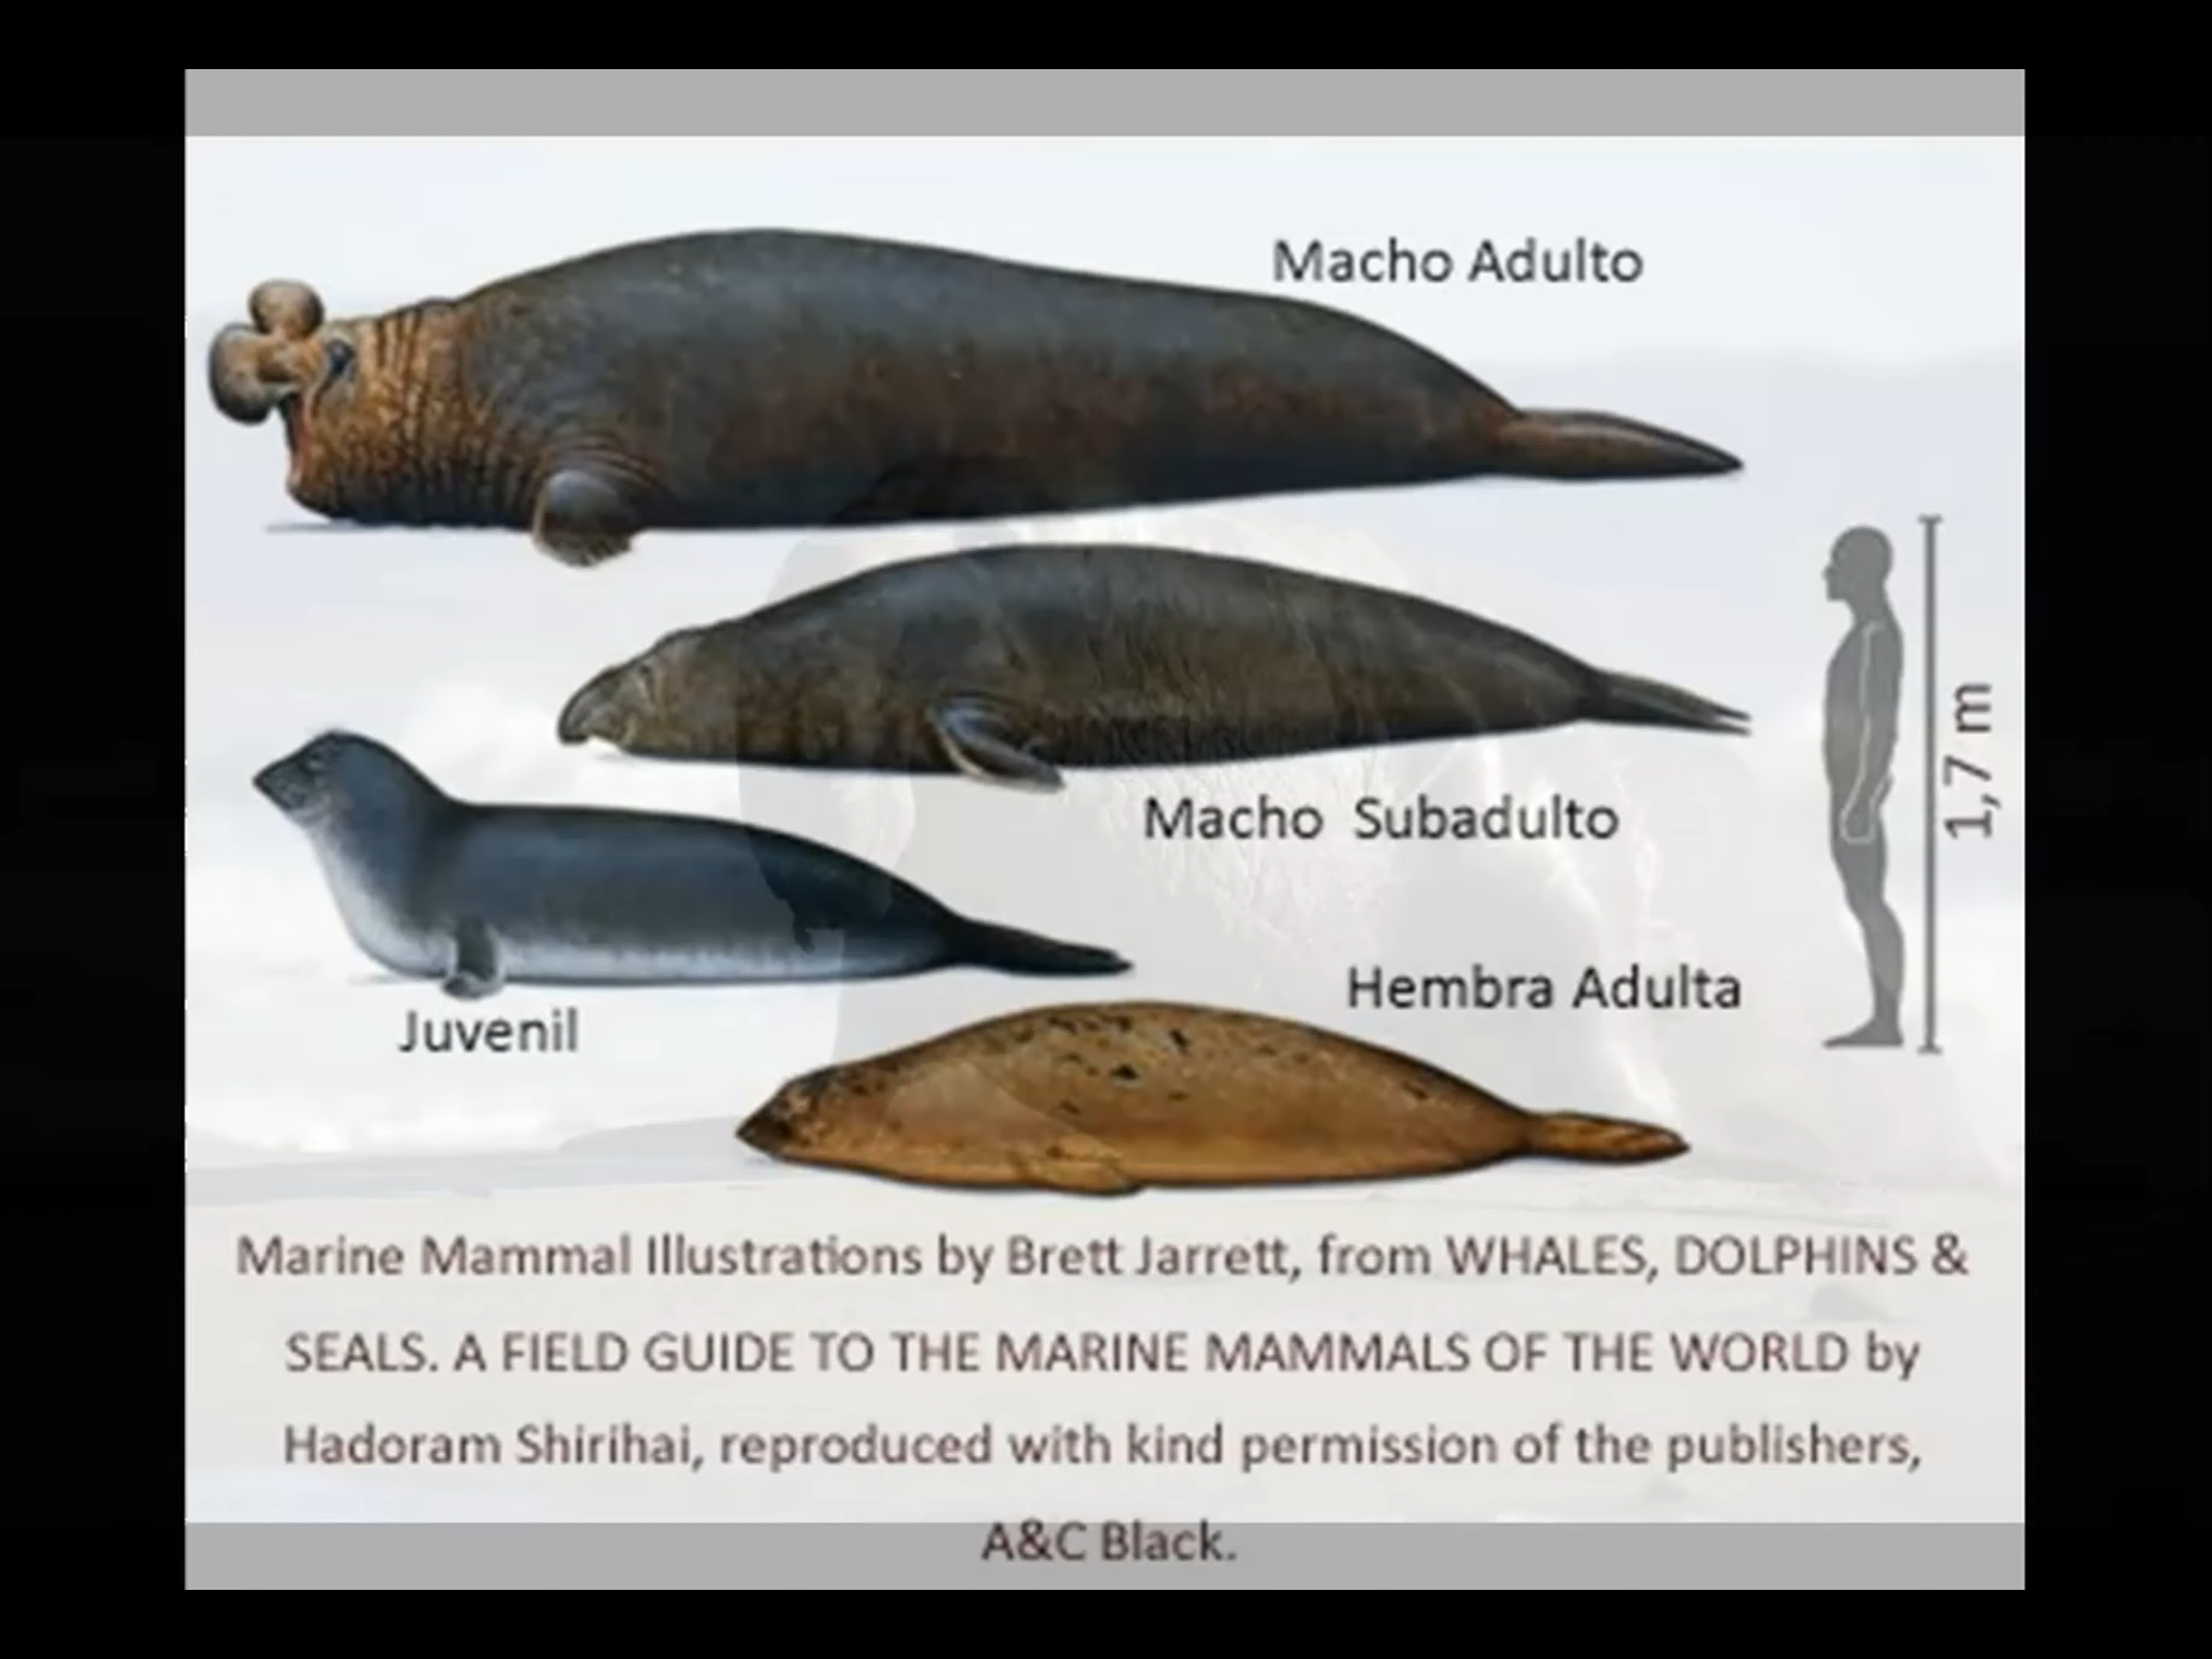 Macho Adulto
1,7 m
Macho Subadulto
Hembra Adulta
Juvenil
Marine Mammal Illustrations by Brett Jarrett, from WHALES, DOLPHINS &
SEALS. A FIELD GUIDE TO THE MARINE MAMMALS OF THE WORLD by
Hadoram Shirihai, reproduced with kind permission of the publishers,
A&C Black.